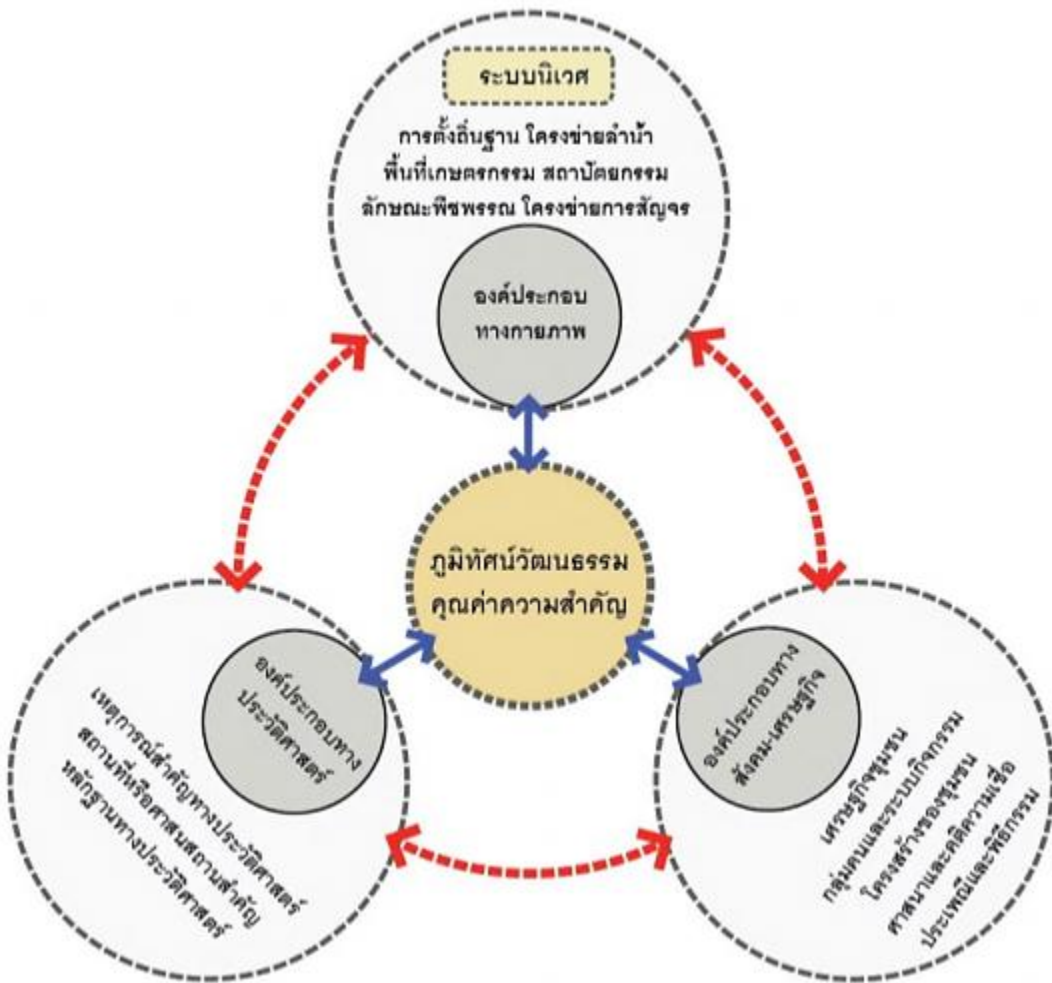 ระบบนิเวศ
การตั้งถิ่นฐาน โครงข่ายลำน้ำ
พื้นที่เกษตรกรรม สถาปัตยกรรม
ลักษณะพืชพรรณ โครงข่ายการสัญจร
องค์ประกอบ
ทางกายภาพ
ภูมิทัศน์วัฒนธรรม
คุณค่าความสำคัญ
องค์ประกอบทาง
ประวัติศาสตร์
เหตุการณ์สำคัญทางประวัติศาสตร์
สถานที่หรือศาสนสถานสำคัญ
หลักฐานทางประวัติศาสตร์
องค์ประกอบทาง
สังคม-เศรษฐกิจ
เศรษฐกิจชุมชน
กลุ่มคนและระบบกิจกรรม
โครงสร้างของชุมชน
ศาสนาและคติความเชื่อ
ประเพณีและพิธีกรรม